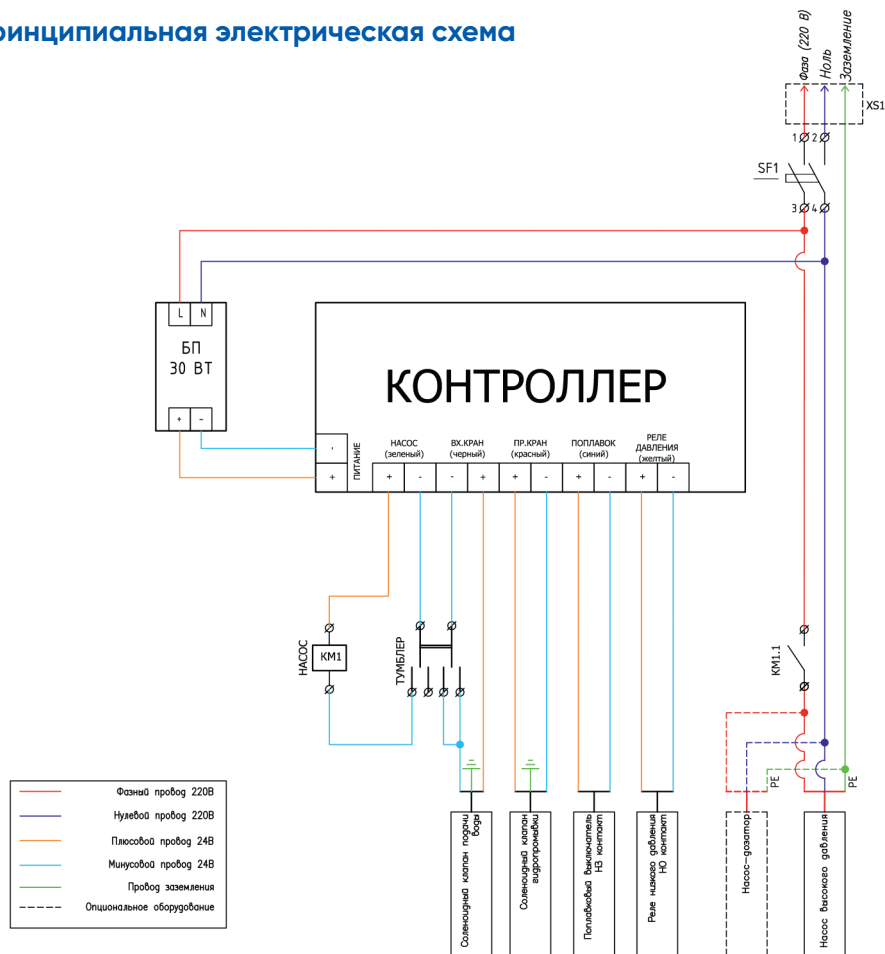 ринципиальная электрическая схема
Фаза (220 В)
Ноль
Заземление
XS1
1 2
SF1
3 4
L N
БП
30 ВТ
+ -
КОНТРОЛЛЕР
-
+
ПИТАНИЕ
НАСОС
(зеленый)
ВХ.КРАН
(черный)
ПР.КРАН
(красный)
ПОПЛАВОК
(синий)
РЕЛЕ
ДАВЛЕНИЯ
(желтый)
+ - - + + - + - + -
НАСОС
КМ1
ТУМБЛЕР
КМ1.1
PE
PE
Фазный провод 220В
Нулевой провод 220В
Плюсовой провод 24В
Минусовой провод 24В
Провод заземления
Опциональное оборудование
Соленоидный клапан подачи
воды
Соленоидный клапан
гидропромывки
Поплавковый выключатель
НЗ контакт
Реле низкого давления
НО контакт
Насос-дозатор
Насос высокого давления